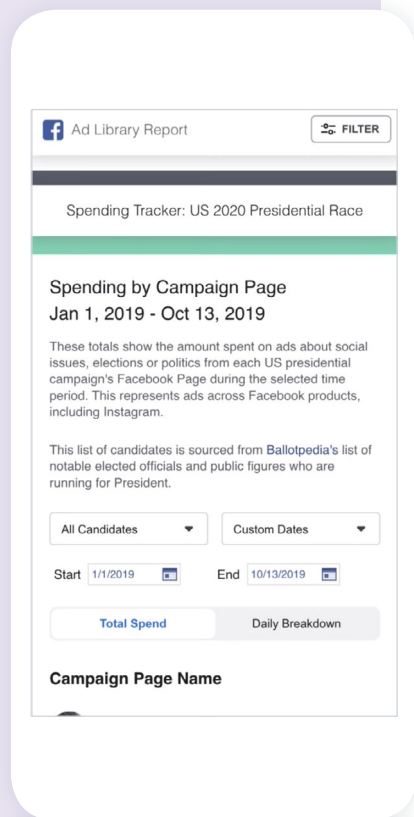 Ad Library Report
FILTER
Spending Tracker: US 2020 Presidential Race
Spending by Campaign Page
Jan 1, 2019 - Oct 13, 2019
These totals show the amount spent on ads about social
issues, elections or politics from each US presidential
campaign's Facebook Page during the selected time
period. This represents ads across Facebook products,
including Instagram.
This list of candidates is sourced from Ballotpedia's list of
notable elected officials and public figures who are
running for President.
All Candidates
Custom Dates
Start 1/1/2019 End 10/13/2019
Total Spend
Daily Breakdown
Campaign Page Name